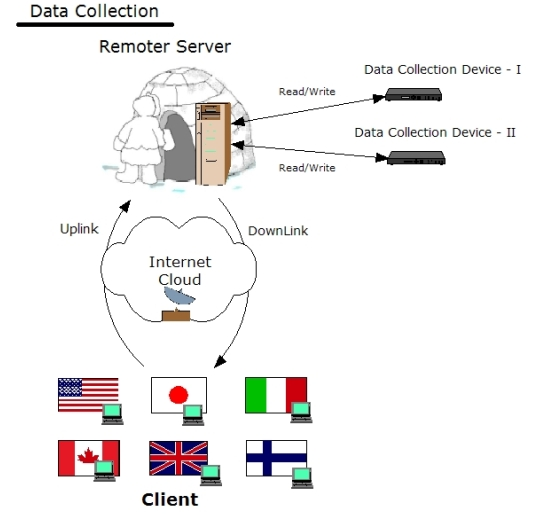 Data Collection
Remoter Server
Data Collection Device - I
Read/Write
Data Collection Device - II
Read/Write
Uplink
DownLink
Internet
Cloud
Client